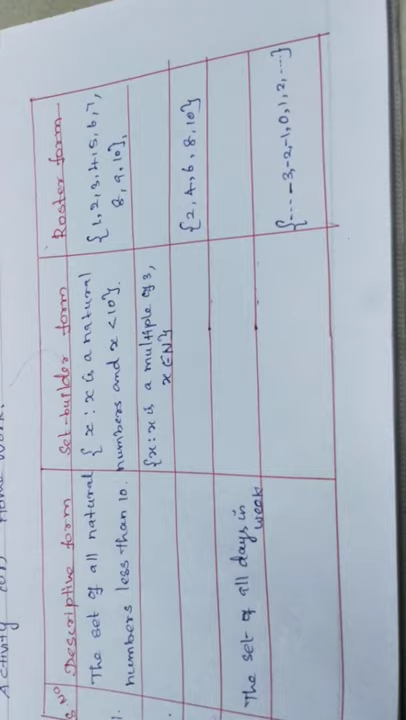 Activity
S. No Descriptive form Set-builder form Roster form
1. The set of all natural numbers less than 10. { x : x is a natural numbers and x < 10}. { 1, 2, 3, 4, 5, 6, 7, 8, 9, 10},
{x : x is a multiple of 3, x ∈ N}
{2, 4, 6, 8, 10}
The set of all days in week
{ ... -3, -2, -1, 0, 1, 2, ...}